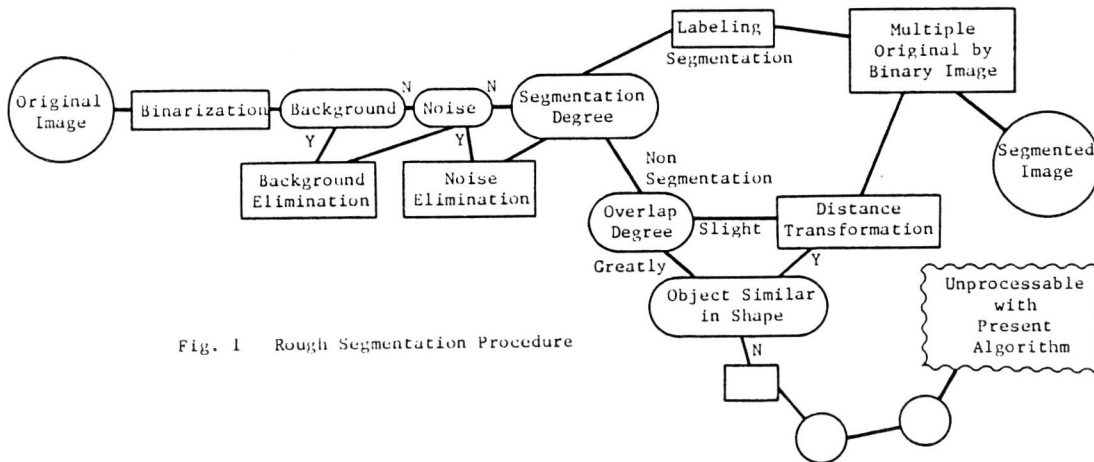 Original
Image
Binarization
Background
N
Y
Noise
N
Y
Background
Elimination
Noise
Elimination
Segmentation
Degree
Labeling
Segmentation
Multiple
Original by
Binary Image
Segmented
Image
Non
Segmentation
Overlap
Degree
Slight
Greatly
Distance
Transformation
Y
Object Similar
in Shape
N
Unprocessable
with
Present
Algorithm
Fig. 1 Rough Segmentation Procedure